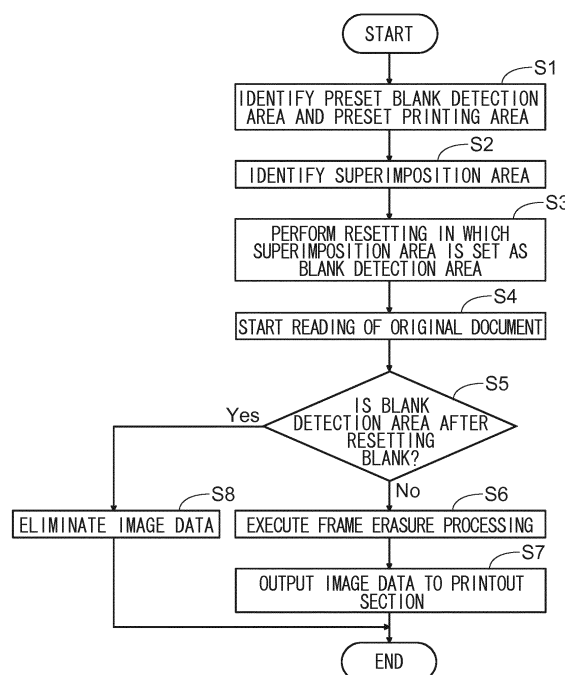 START
S1
IDENTIFY PRESET BLANK DETECTION
AREA AND PRESET PRINTING AREA
S2
IDENTIFY SUPERIMPOSITION AREA
S3
PERFORM RESETTING IN WHICH
SUPERIMPOSITION AREA IS SET AS
BLANK DETECTION AREA
S4
START READING OF ORIGINAL DOCUMENT
S5
IS BLANK
DETECTION AREA AFTER
RESETTING
BLANK?
Yes
No
S8
ELIMINATE IMAGE DATA
S6
EXECUTE FRAME ERASURE PROCESSING
S7
OUTPUT IMAGE DATA TO PRINTOUT
SECTION
END